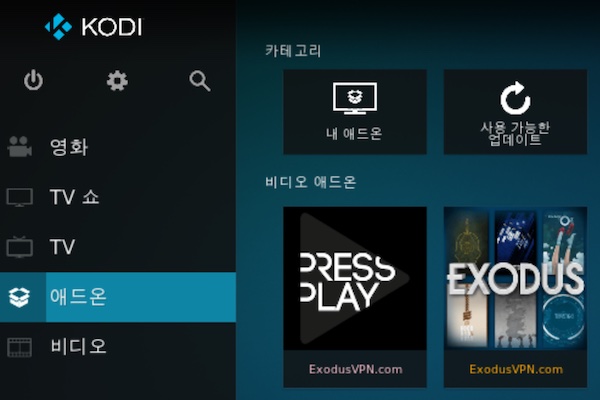 KODI
영화
TV 쇼
TV
애드온
비디오
카테고리
내 애드온
사용 가능한
업데이트
비디오 애드온
PRESS
PLAY
ExodusVPN.com
EXODUS
ExodusVPN.com